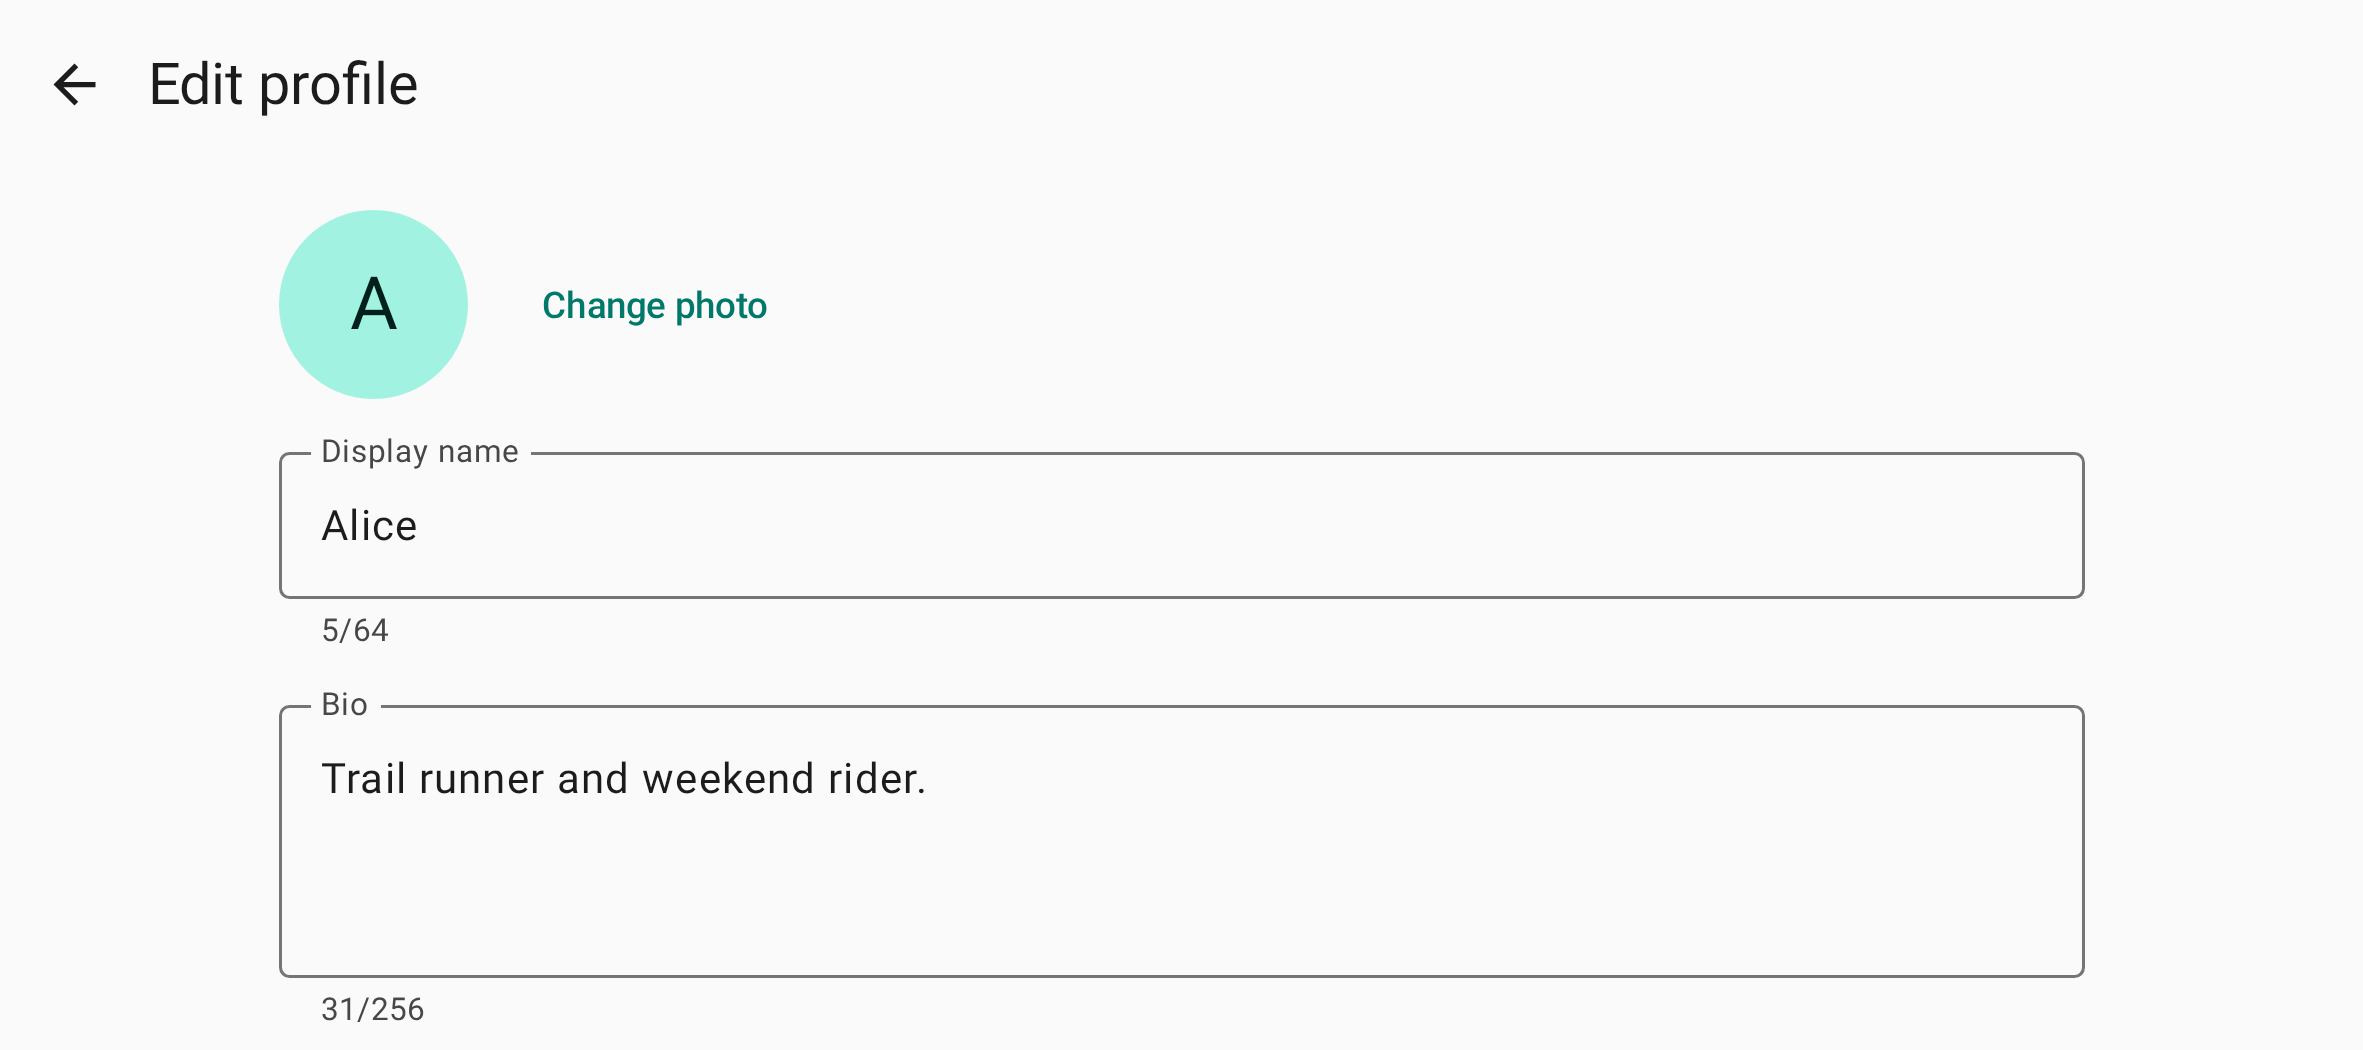 Edit profile
A
Change photo
Display name
Alice
5/64
Bio
Trail runner and weekend rider.
31/256